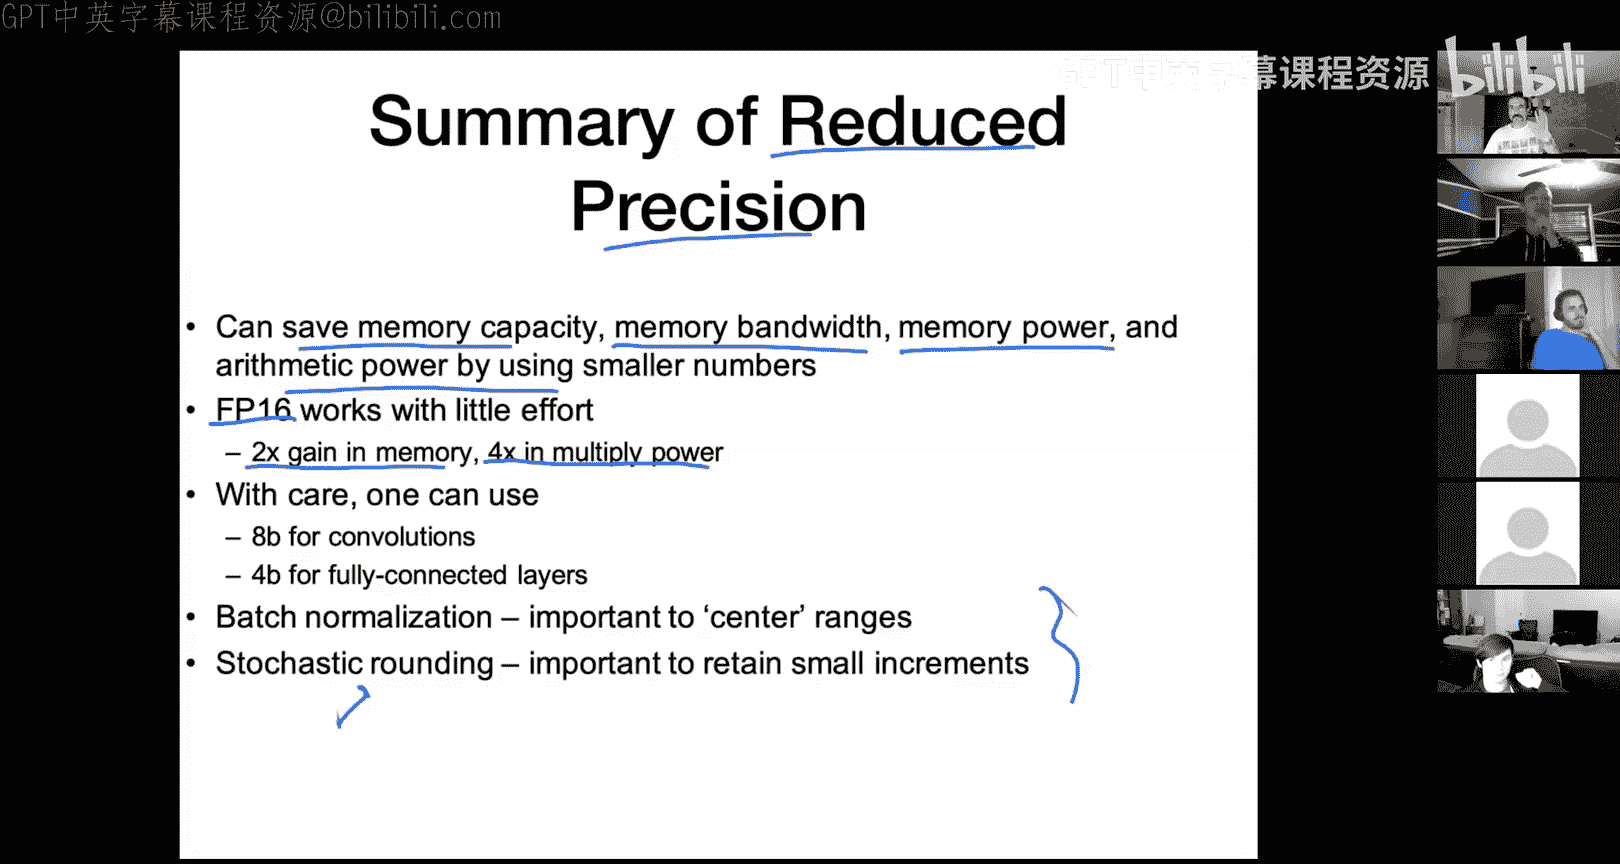 GPT中英字幕课程资源@bilibili.com
GPT中英字幕课程资源 bilibili
Summary of Reduced
Precision
• Can save memory capacity, memory bandwidth, memory power, and
arithmetic power by using smaller numbers
• FP16 works with little effort
– 2x gain in memory, 4x in multiply power
• With care, one can use
– 8b for convolutions
– 4b for fully-connected layers
• Batch normalization – important to ‘center’ ranges
• Stochastic rounding – important to retain small increments